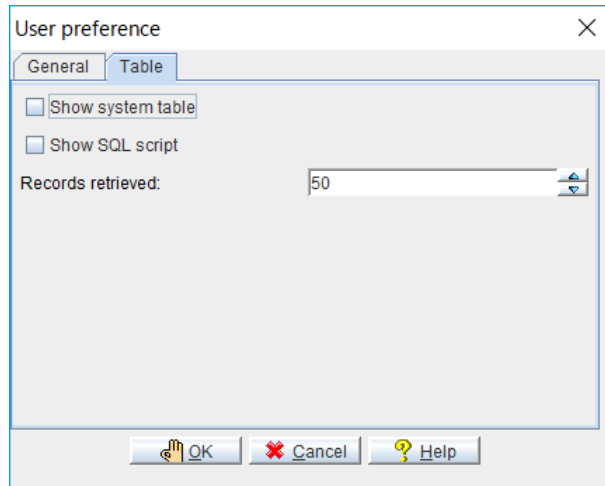 User preference
General Table
Show system table
Show SQL script
Records retrieved: 50
OK Cancel Help